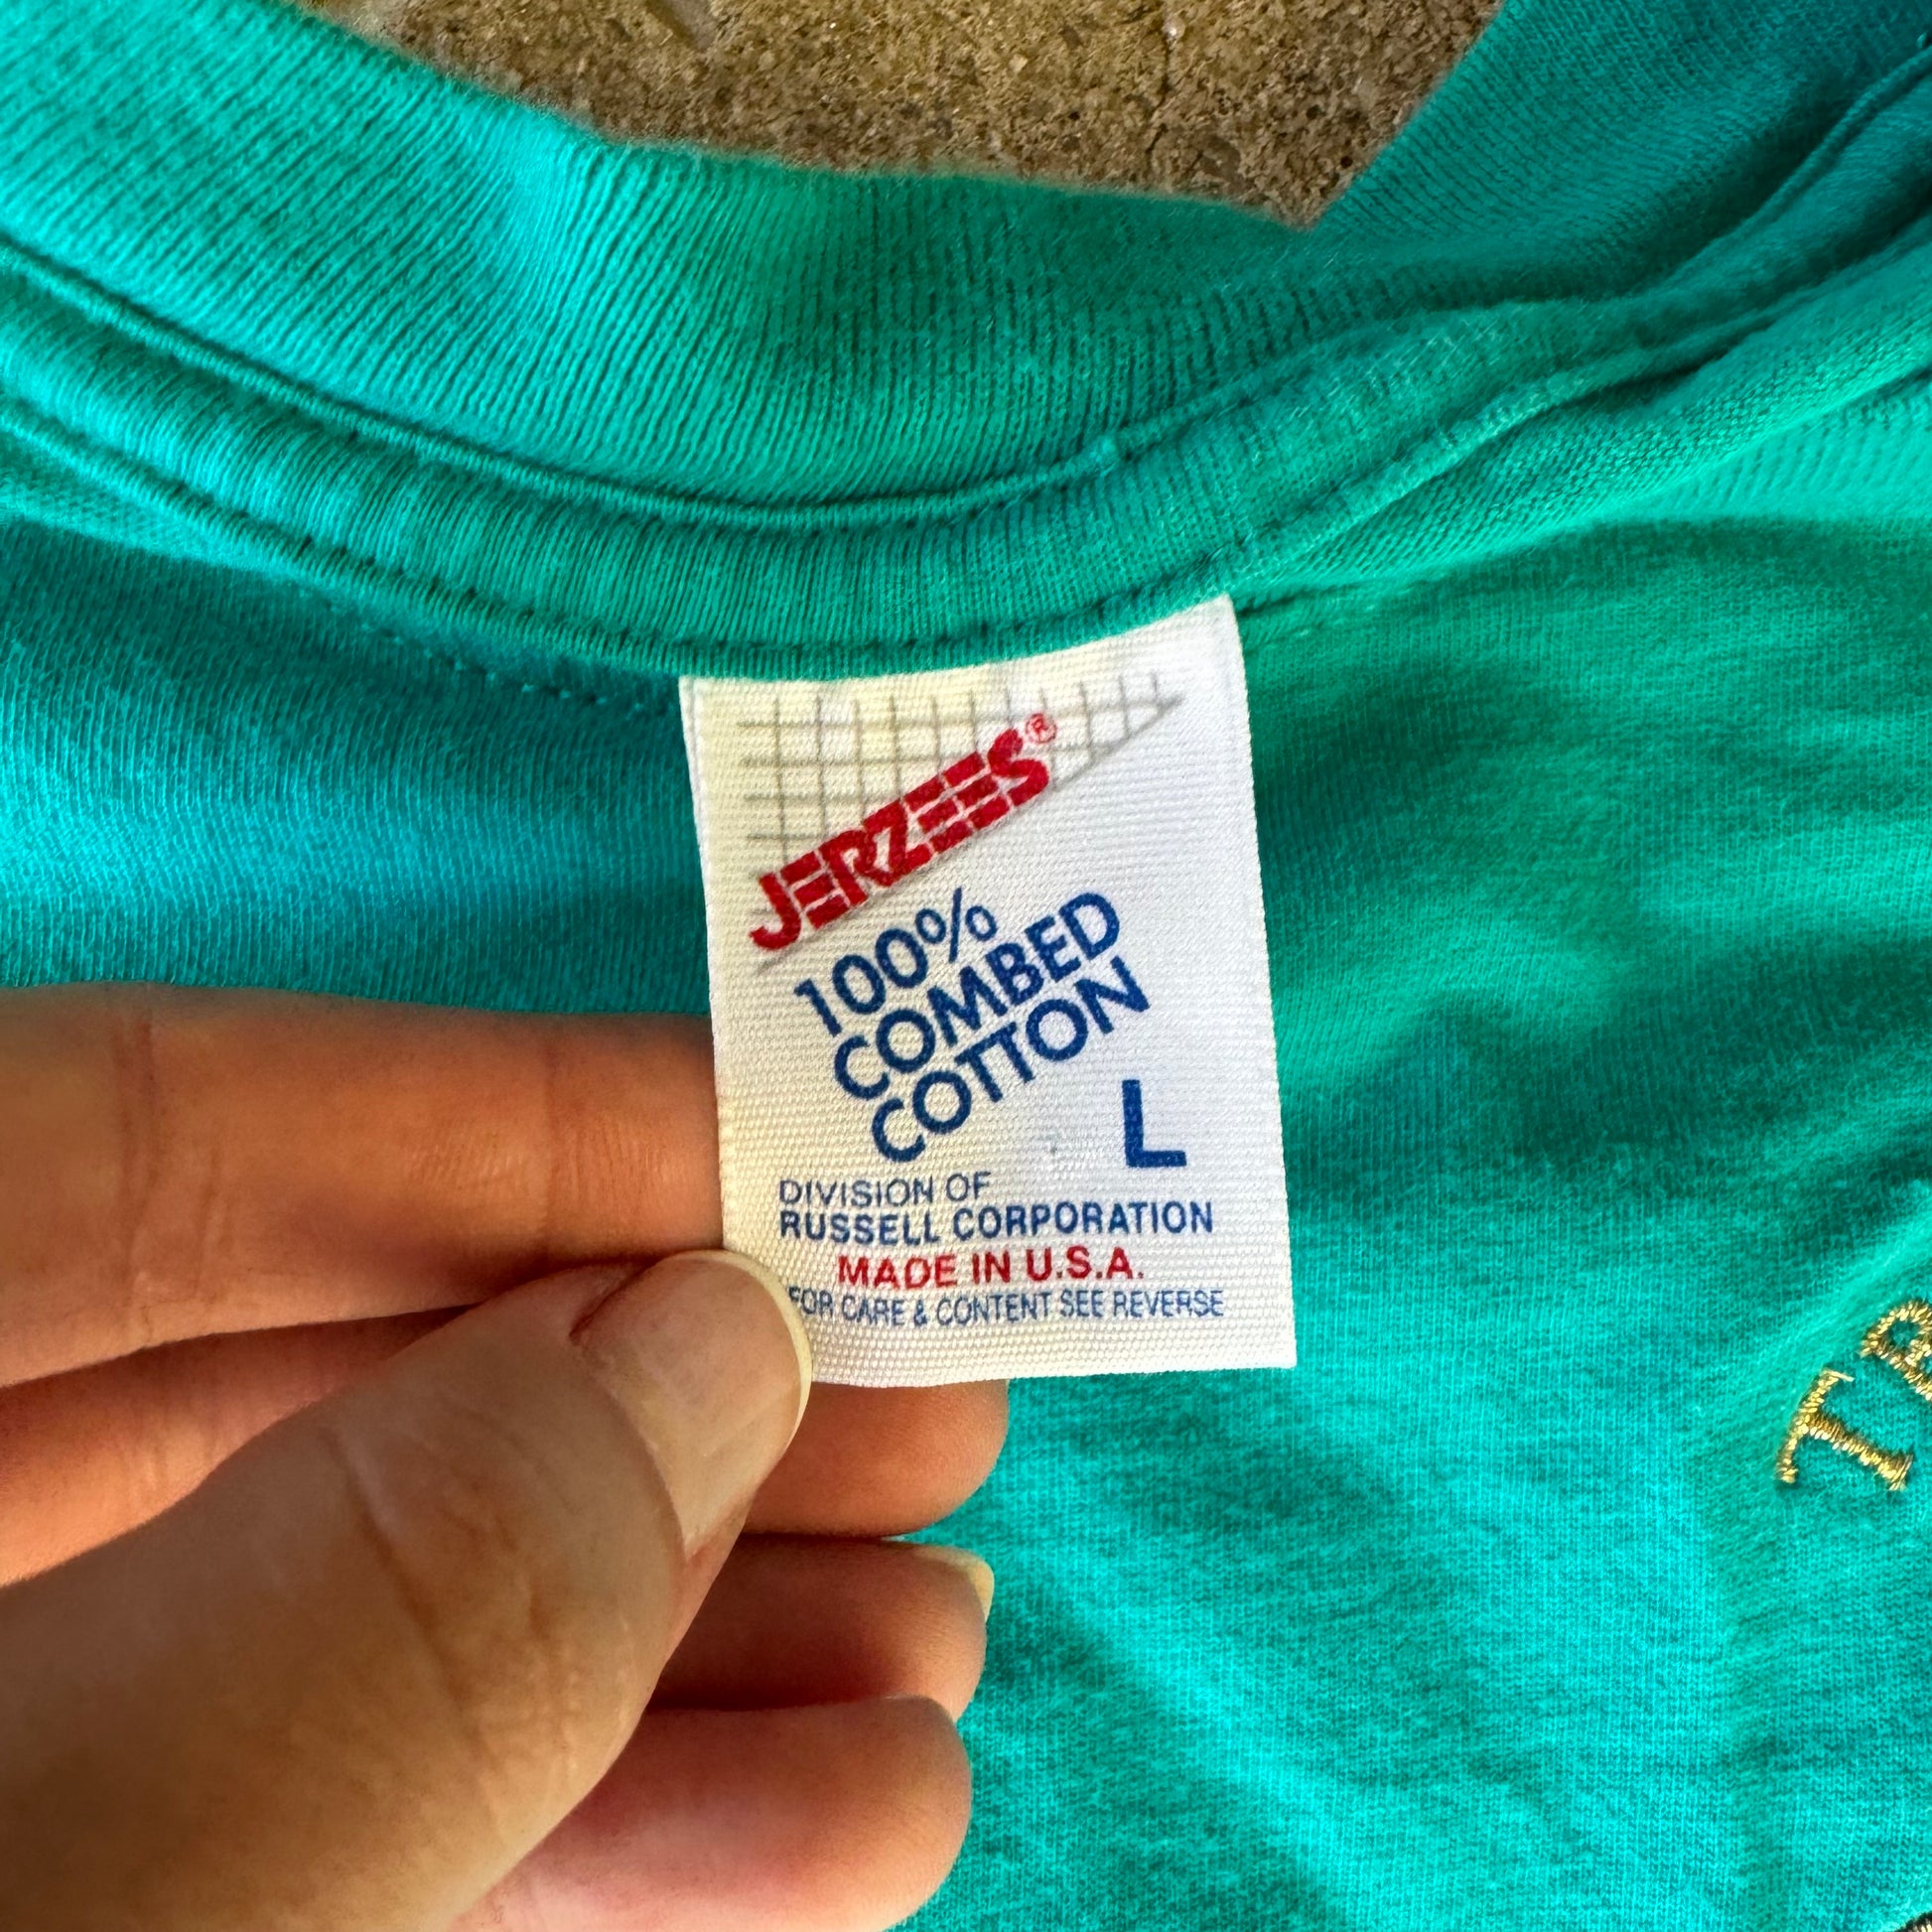 JERZEES®
100%
COMBED
COTTON
L
DIVISION OF
RUSSELL CORPORATION
MADE IN U.S.A.
FOR CARE & CONTENT SEE REVERSE